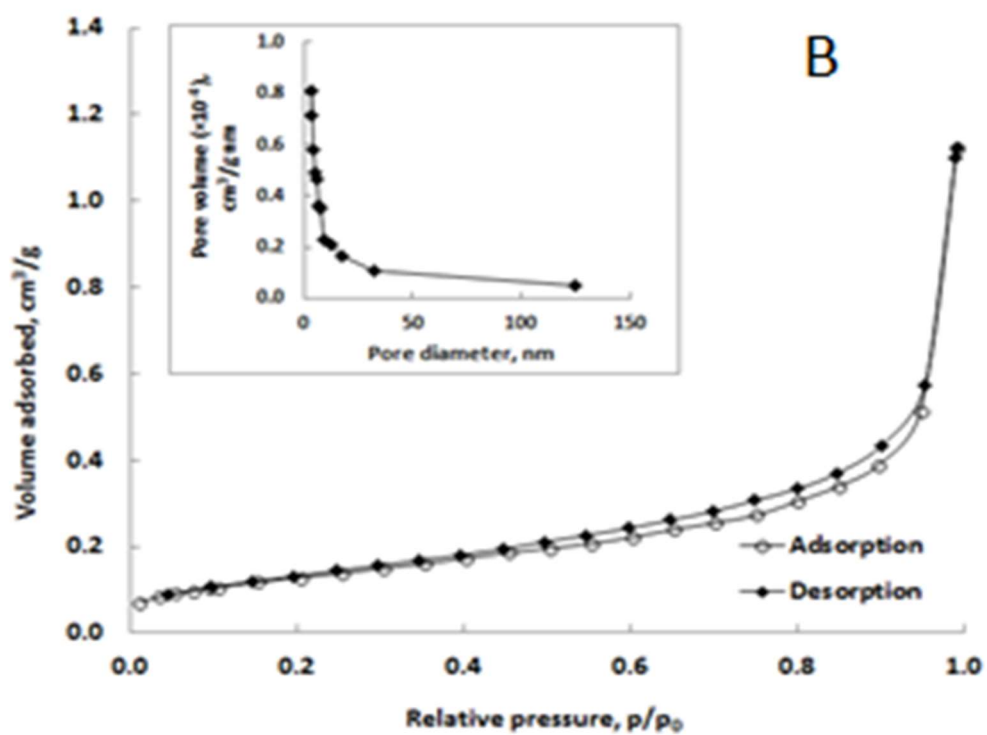 B
1.4
1.2
1.0
0.8
0.6
0.4
0.2
0.0
Volume adsorbed, cm³/g
0.0 0.2 0.4 0.6 0.8 1.0
Relative pressure, p/p₀
Adsorption
Desorption
1.0
0.8
0.6
0.4
0.2
0.0
Pore volume (×10⁻⁴),
cm³/g nm
0 50 100 150
Pore diameter, nm